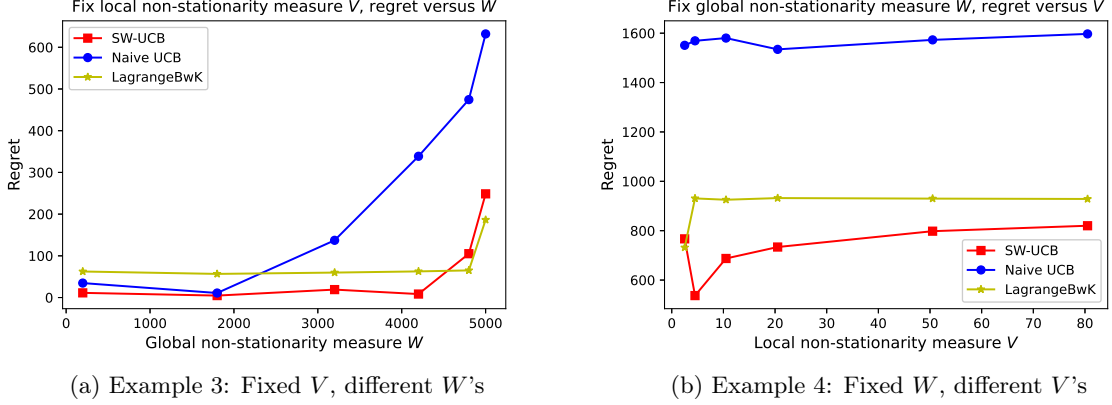 Fix local non-stationarity measure V, regret versus W
Regret
600
500
400
300
200
100
0
SW-UCB
Naive UCB
LagrangeBwK
0 1000 2000 3000 4000 5000
Global non-stationarity measure W
(a) Example 3: Fixed V, different W's
Fix global non-stationarity measure W, regret versus V
Regret
1600
1400
1200
1000
800
600
SW-UCB
Naive UCB
LagrangeBwK
0 10 20 30 40 50 60 70 80
Local non-stationarity measure V
(b) Example 4: Fixed W, different V's